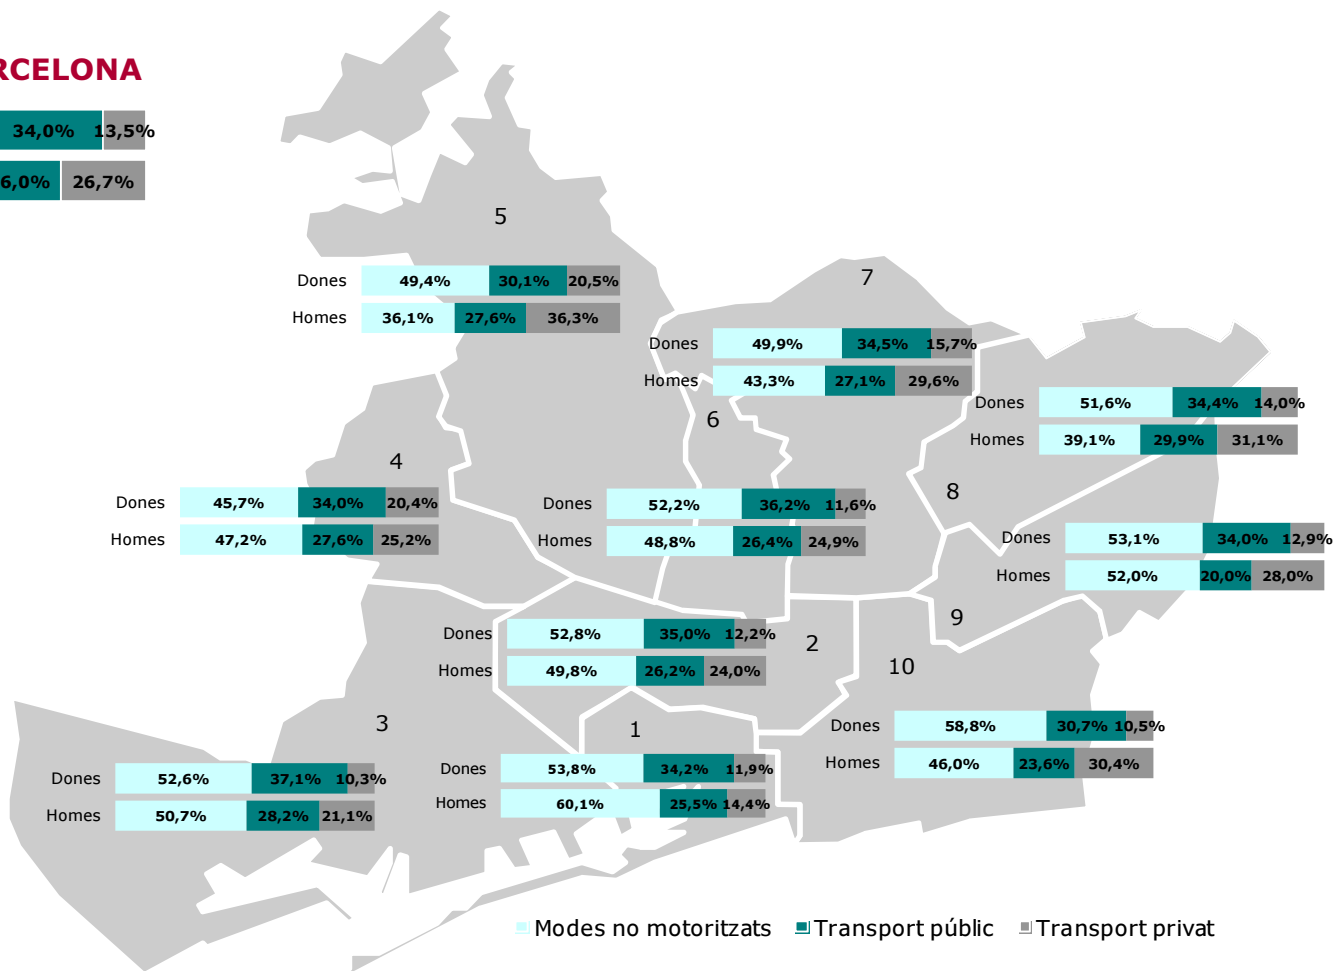 RCELONA
34,0% 13,5%
6,0% 26,7%
5
Dones 49,4% 30,1% 20,5%
Homes 36,1% 27,6% 36,3%
7
Dones 49,9% 34,5% 15,7%
Homes 43,3% 27,1% 29,6%
Dones 51,6% 34,4% 14,0%
Homes 39,1% 29,9% 31,1%
6
4
8
Dones 45,7% 34,0% 20,4%
Homes 47,2% 27,6% 25,2%
Dones 52,2% 36,2% 11,6%
Homes 48,8% 26,4% 24,9%
Dones 53,1% 34,0% 12,9%
Homes 52,0% 20,0% 28,0%
9
Dones 52,8% 35,0% 12,2%
Homes 49,8% 26,2% 24,0%
2
10
3
1
Dones 58,8% 30,7% 10,5%
Homes 46,0% 23,6% 30,4%
Dones 52,6% 37,1% 10,3%
Homes 50,7% 28,2% 21,1%
Dones 53,8% 34,2% 11,9%
Homes 60,1% 25,5% 14,4%
Modes no motoritzats Transport públic Transport privat